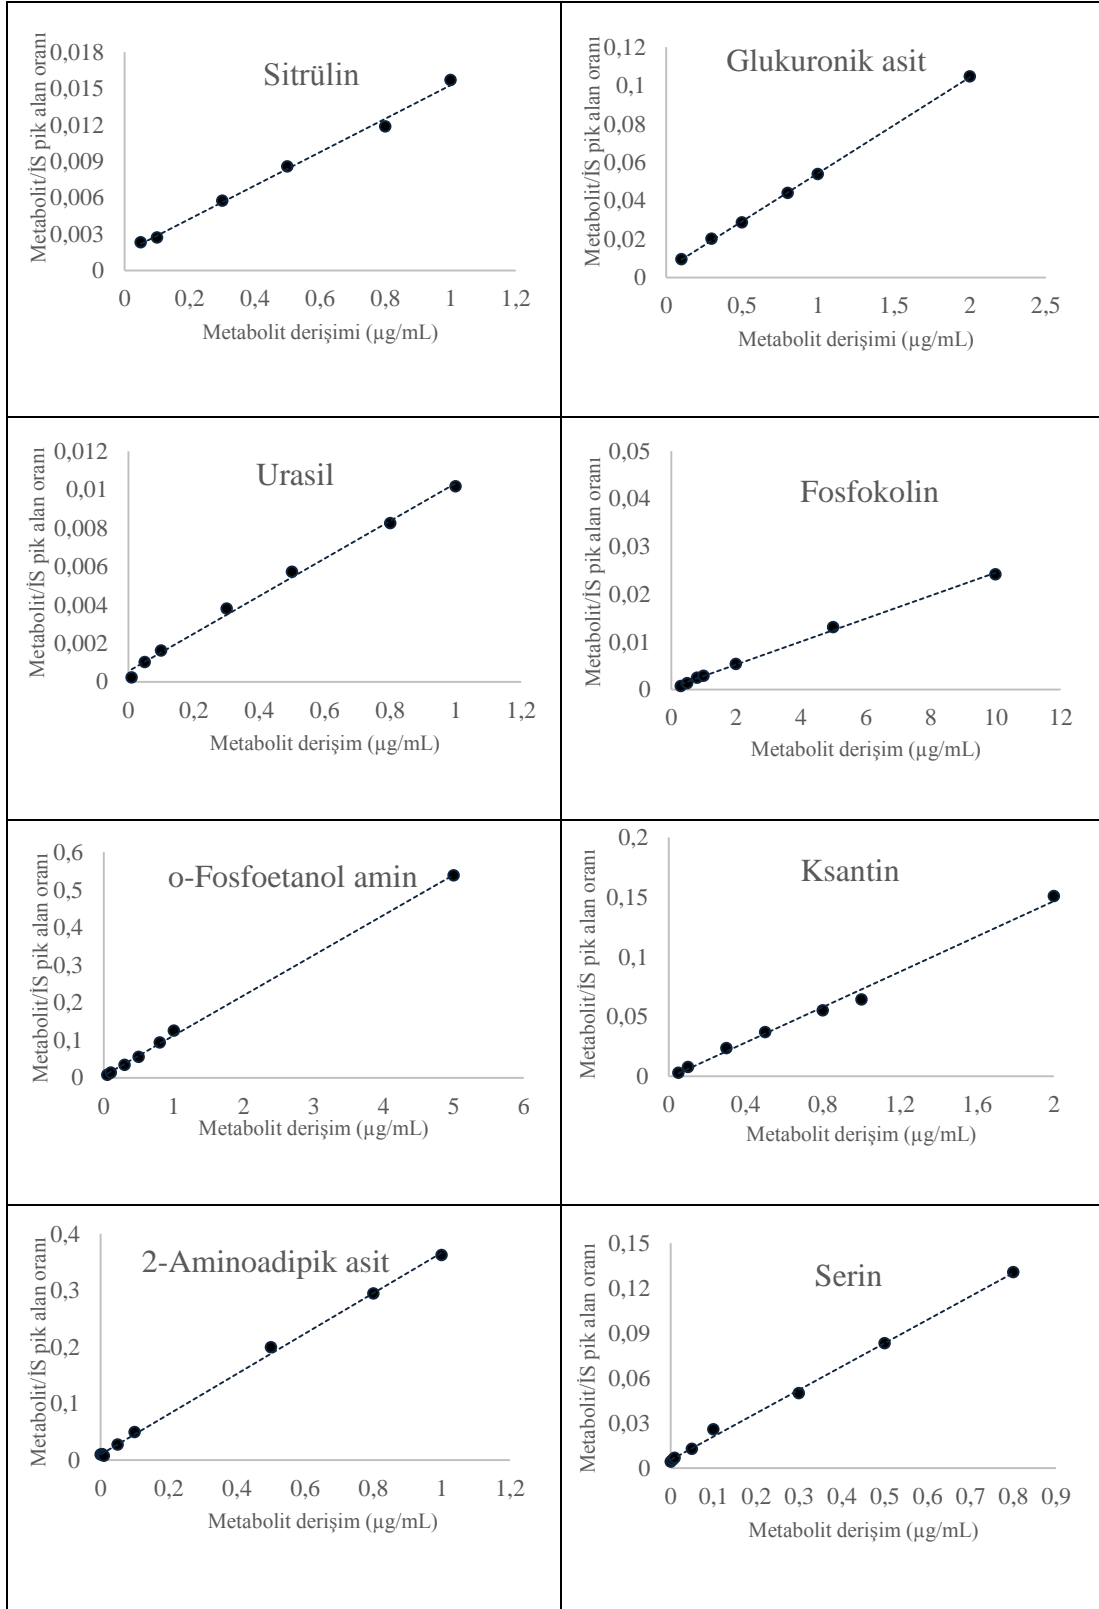 Sitrülin
Metabolit/İS pik alan oranı
0,018
0,015
0,012
0,009
0,006
0,003
0
0 0,2 0,4 0,6 0,8 1 1,2
Metabolit derişimi (µg/mL)
Glukuronik asit
Metabolit/İS pik alan oranı
0,12
0,1
0,08
0,06
0,04
0,02
0
0 0,5 1 1,5 2 2,5
Metabolit derişimi (µg/mL)
Urasil
Metabolit/İS pik alan oranı
0,012
0,01
0,008
0,006
0,004
0,002
0
0 0,2 0,4 0,6 0,8 1 1,2
Metabolit derişim (µg/mL)
Fosfokolin
Metabolit/İS pik alan oranı
0,05
0,04
0,03
0,02
0,01
0
0 2 4 6 8 10 12
Metabolit derişim (µg/mL)
o-Fosfoetanol amin
Metabolit/İS pik alan oranı
0,6
0,5
0,4
0,3
0,2
0,1
0
0 1 2 3 4 5 6
Metabolit derişim (µg/mL)
Ksantin
Metabolit/İS pik alan oranı
0,2
0,15
0,1
0,05
0
0 0,4 0,8 1,2 1,6 2
Metabolit derişim (µg/mL)
2-Aminoadipik asit
Metabolit/İS pik alan oranı
0,4
0,3
0,2
0,1
0
0 0,2 0,4 0,6 0,8 1 1,2
Metabolit derişim (µg/mL)
Serin
Metabolit/İS pik alan oranı
0,15
0,12
0,09
0,06
0,03
0
0 0,1 0,2 0,3 0,4 0,5 0,6 0,7 0,8 0,9
Metabolit derişim (µg/mL)